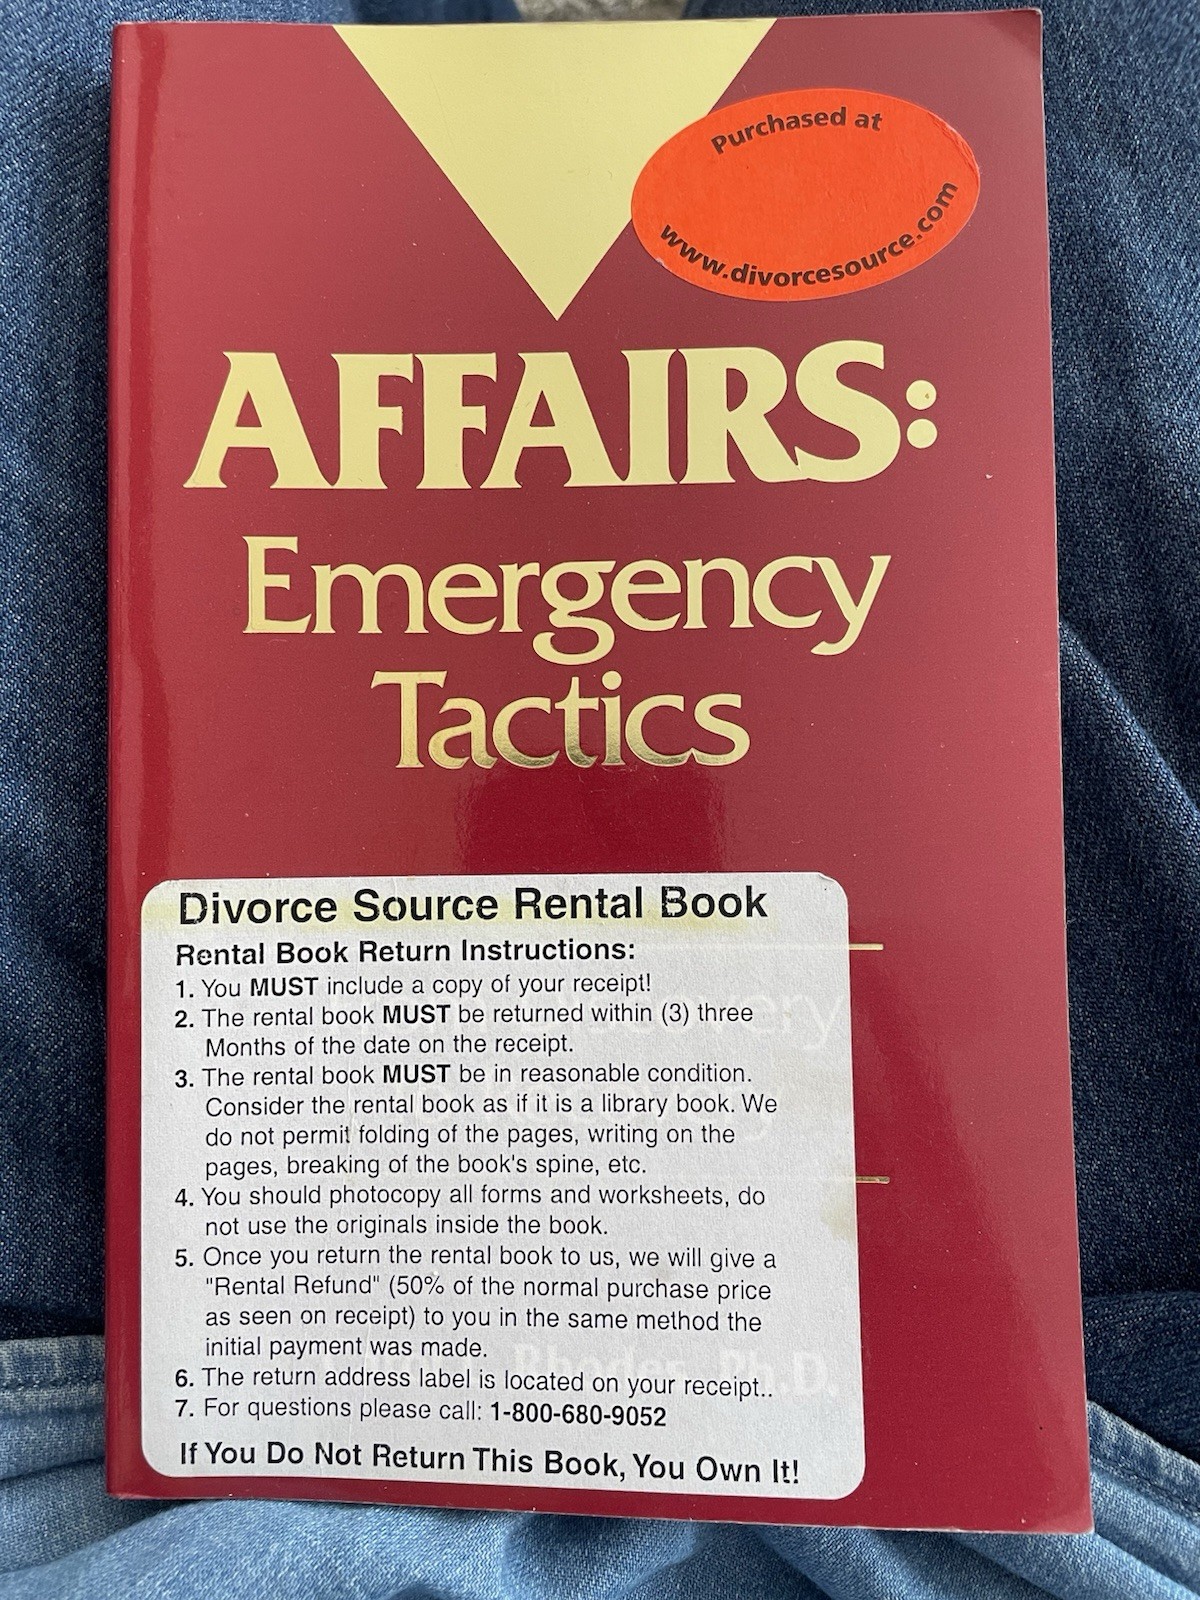 Purchased at
www.divorcesource.com
AFFAIRS:
Emergency
Tactics
Divorce Source Rental Book
Rental Book Return Instructions:
1. You MUST include a copy of your receipt!
2. The rental book MUST be returned within (3) three
Months of the date on the receipt.
3. The rental book MUST be in reasonable condition.
Consider the rental book as if it is a library book. We
do not permit folding of the pages, writing on the
pages, breaking of the book's spine, etc.
4. You should photocopy all forms and worksheets, do
not use the originals inside the book.
5. Once you return the rental book to us, we will give a
"Rental Refund" (50% of the normal purchase price
as seen on receipt) to you in the same method the
initial payment was made.
Rhodes, Ph.D.
6. The return address label is located on your receipt..
7. For questions please call: 1-800-680-9052
If You Do Not Return This Book, You Own It!